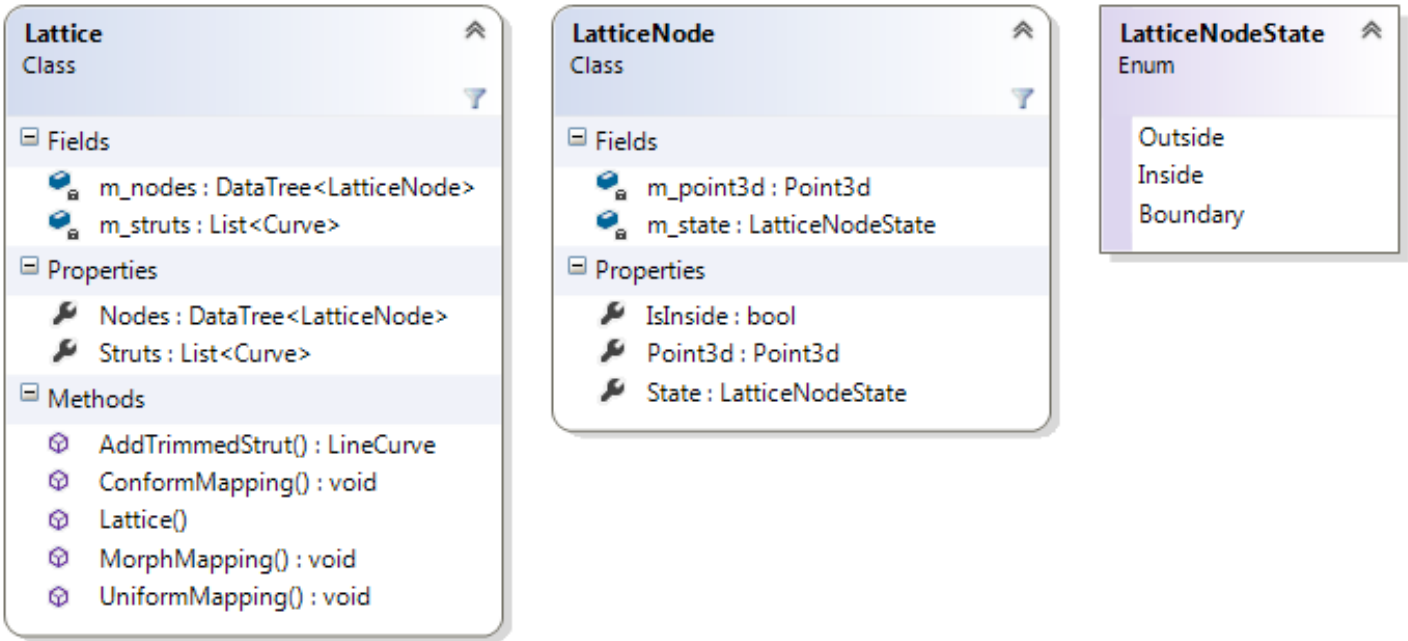 Lattice
Class
Fields
m_nodes : DataTree<LatticeNode>
m_struts : List<Curve>
Properties
Nodes : DataTree<LatticeNode>
Struts : List<Curve>
Methods
AddTrimmedStrut() : LineCurve
ConformMapping() : void
Lattice()
MorphMapping() : void
UniformMapping() : void
LatticeNode
Class
Fields
m_point3d : Point3d
m_state : LatticeNodeState
Properties
IsInside : bool
Point3d : Point3d
State : LatticeNodeState
LatticeNodeState
Enum
Outside
Inside
Boundary